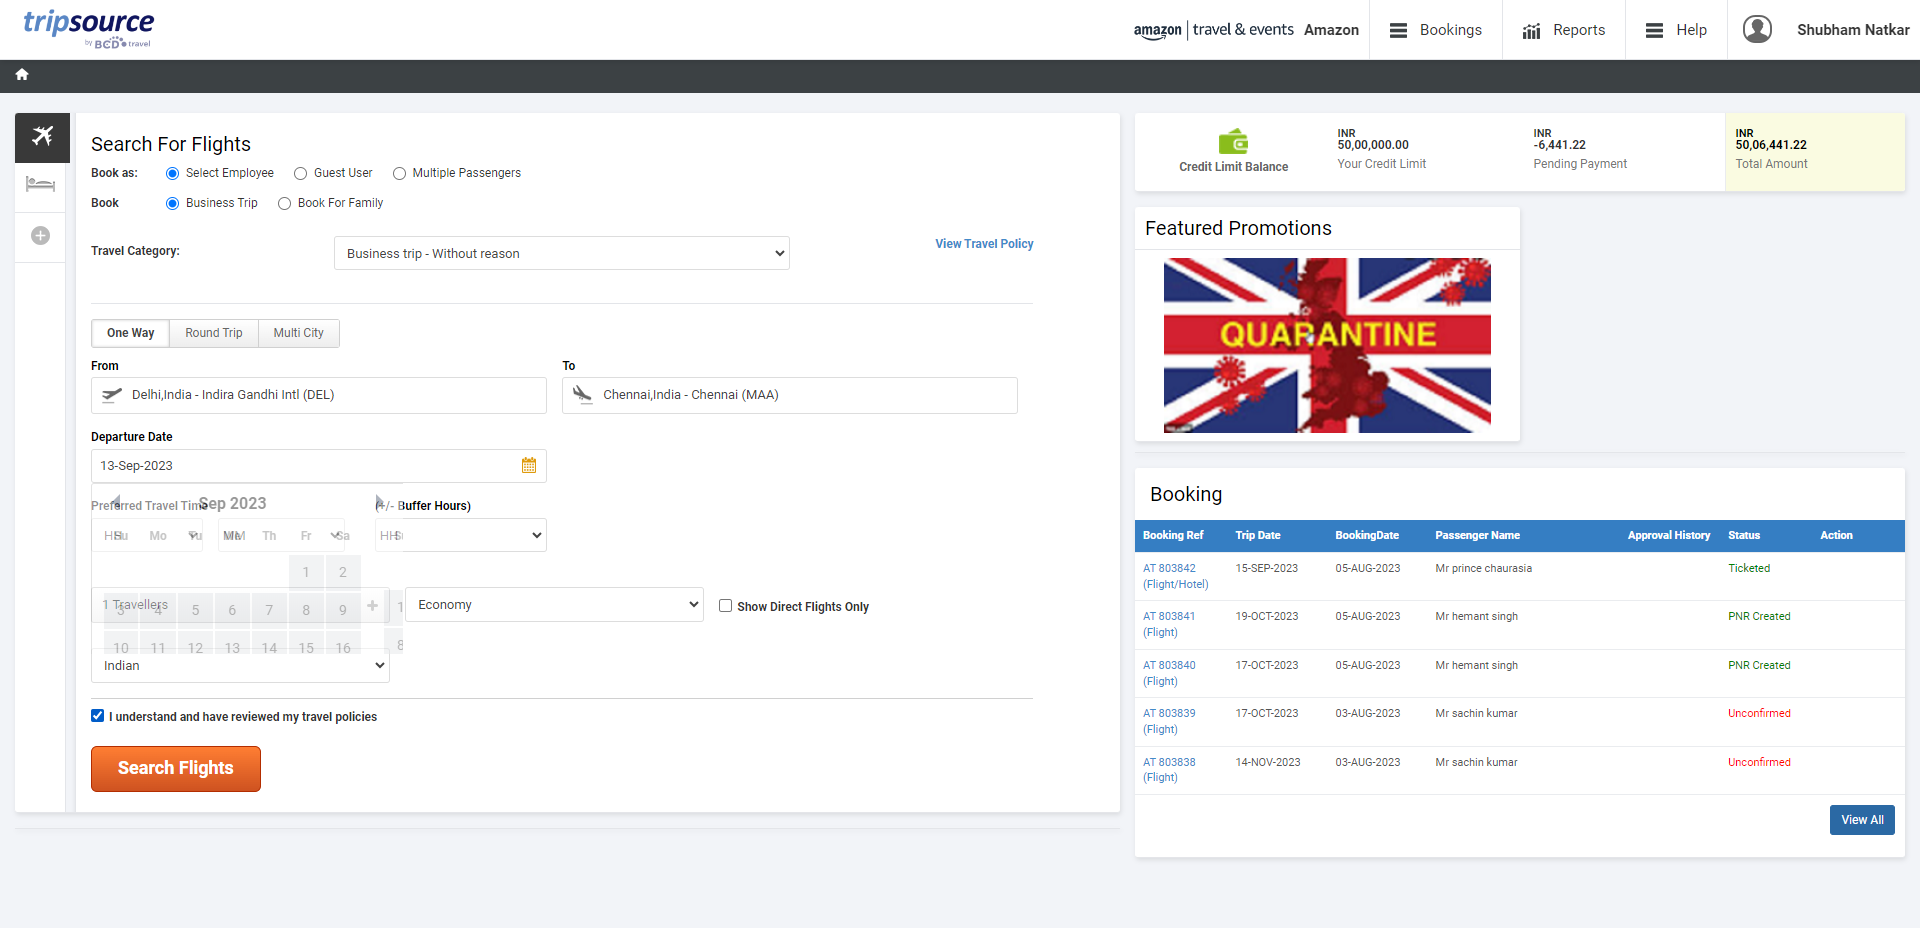 tripsource
by BCD travel
amazon | travel & events Amazon
Bookings
Reports
Help
Shubham Natkar
Search For Flights
Book as: Select Employee Guest User Multiple Passengers
Book Business Trip Book For Family
Travel Category: Business trip - Without reason View Travel Policy
One Way Round Trip Multi City
From To
Delhi,India - Indira Gandhi Intl (DEL) Chennai,India - Chennai (MAA)
Departure Date
13-Sep-2023
Preferred Travel Time Sep 2023 (+/- Buffer Hours)
HH Su Mo Tu MM We Th Fr Sa HH
1 2
1 Travellers + Economy Show Direct Flights Only
3 4 5 6 7 8 9 1
10 11 12 13 14 15 16 8
Indian
I understand and have reviewed my travel policies
Search Flights
Credit Limit Balance
INR
50,00,000.00
Your Credit Limit
INR
-6,441.22
Pending Payment
INR
50,06,441.22
Total Amount
Featured Promotions
QUARANTINE
Booking
Booking Ref Trip Date BookingDate Passenger Name Approval History Status Action
AT 803842 15-SEP-2023 05-AUG-2023 Mr prince chaurasia Ticketed
(Flight/Hotel)
AT 803841 19-OCT-2023 05-AUG-2023 Mr hemant singh PNR Created
(Flight)
AT 803840 17-OCT-2023 05-AUG-2023 Mr hemant singh PNR Created
(Flight)
AT 803839 17-OCT-2023 03-AUG-2023 Mr sachin kumar Unconfirmed
(Flight)
AT 803838 14-NOV-2023 03-AUG-2023 Mr sachin kumar Unconfirmed
(Flight)
View All